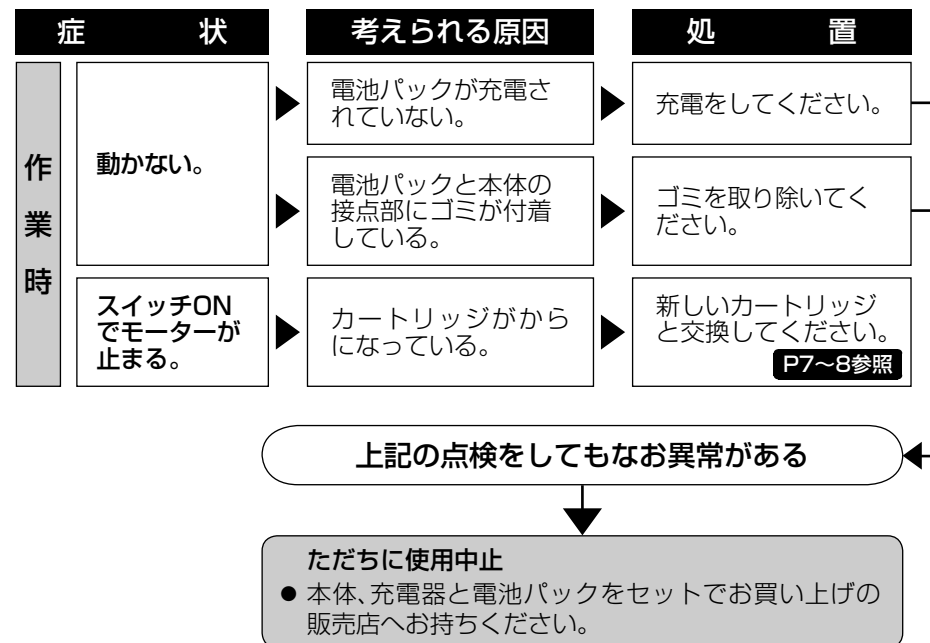 症状
考えられる原因
処置
作業時
動かない。
電池パックが充電さ
れていない。
充電をしてください。
電池パックと本体の
接点部にゴミが付着
している。
ゴミを取り除いてく
ださい。
スイッチON
でモーターが
止まる。
カートリッジがから
になっている。
新しいカートリッジ
と交換してください。
P7〜8参照
上記の点検をしてもなお異常がある
ただちに使用中止
● 本体、充電器と電池パックをセットでお買い上げの
販売店へお持ちください。